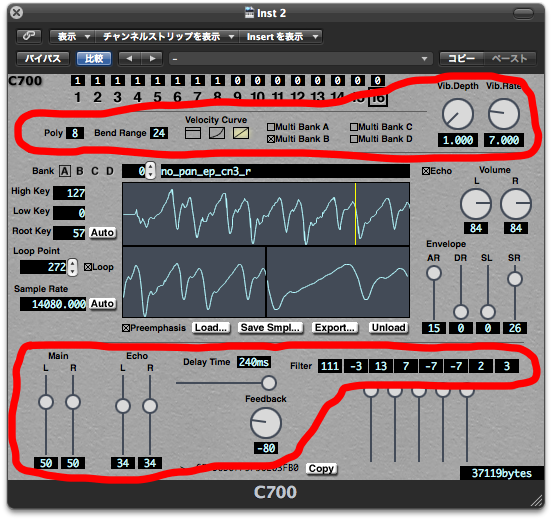 Inst 2
表示 チャンネルストリップを表示 Insert を表示
バイパス 比較 – コピー ペースト
C700
1 1 1 1 1 1 1 1 0 0 0 0 0 0 0 0
1 2 3 4 5 6 7 8 9 10 11 12 13 14 15 16
Vib.Depth Vib.Rate
1.000 7.000
Velocity Curve
Poly 8 Bend Range 24
Multi Bank A Multi Bank C
Multi Bank B Multi Bank D
Bank A B C D 0 no_pan_ep_cn3_r
High Key 127
Low Key 0
Root Key 57 Auto
Loop Point
272 Loop
Sample Rate
14080.000 Auto
Preemphasis Load... Save Smpl... Export... Unload
Echo Volume
L R
84 84
Envelope
AR DR SL SR
15 0 0 26
Main Echo
L R L R
50 50 34 34
Delay Time 240ms
Feedback
-80
Filter 111 -3 13 7 -7 -7 2 3
Copy
37119bytes
C700